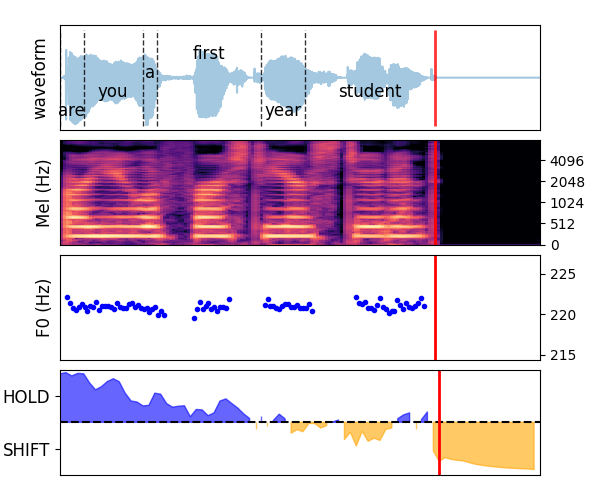 waveform
are
you
a
first
year
student
Mel (Hz)
4096
2048
1024
512
0
F0 (Hz)
225
220
215
HOLD
SHIFT